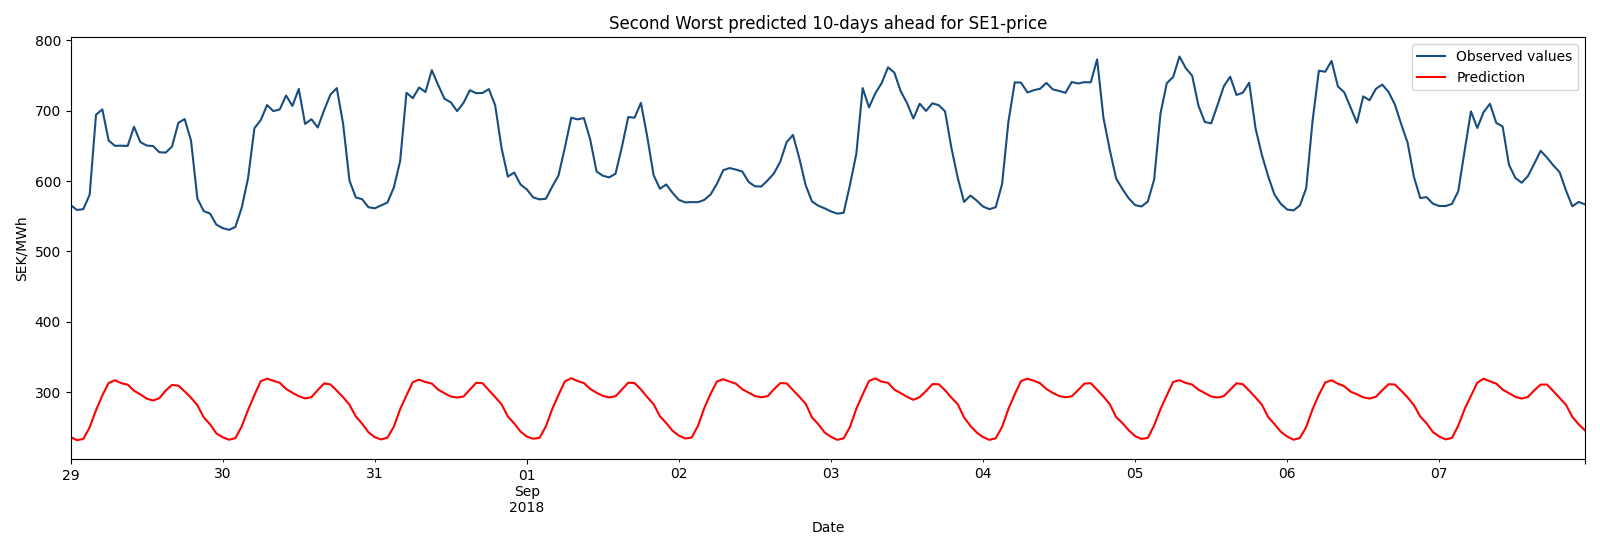 Second Worst predicted 10-days ahead for SE1-price
800
700
600
500
400
300
SEK/MWh
Observed values
Prediction
29
30
31
01
02
03
04
05
06
07
Sep
2018
Date